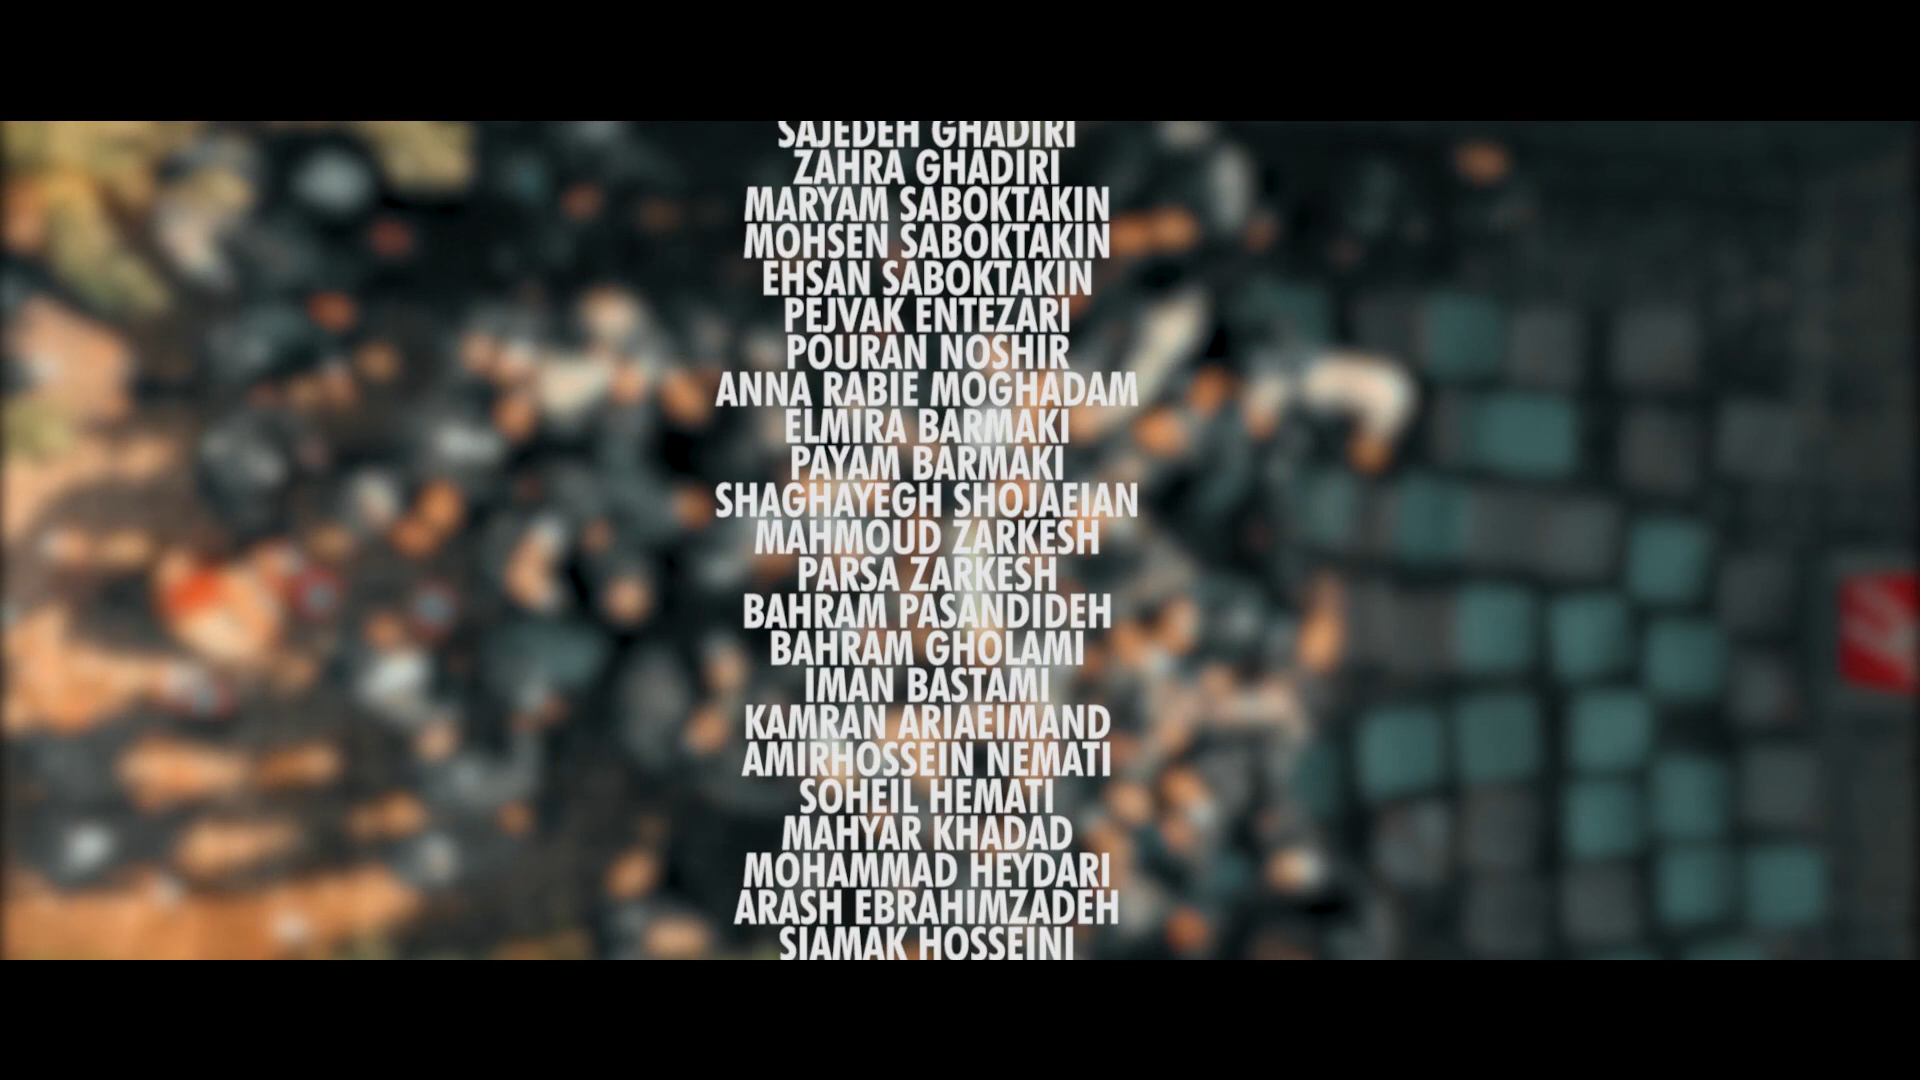 SAJEDEH GHADIRI
ZAHRA GHADIRI
MARYAM SABOKTAKIN
MOHSEN SABOKTAKIN
EHSAN SABOKTAKIN
PEJVAK ENTEZARI
POURAN NOSHIR
ANNA RABIE MOGHADAM
ELMIRA BARMAKI
PAYAM BARMAKI
SHAGHAYEGH SHOJAEIAN
MAHMOUD ZARKESH
PARSA ZARKESH
BAHRAM PASANDIDEH
BAHRAM GHOLAMI
IMAN BASTAMI
KAMRAN ARIAEIMAND
AMIRHOSSEIN NEMATI
SOHEIL HEMATI
MAHYAR KHADAD
MOHAMMAD HEYDARI
ARASH EBRAHIMZADEH
SIAMAK HOSSEINI